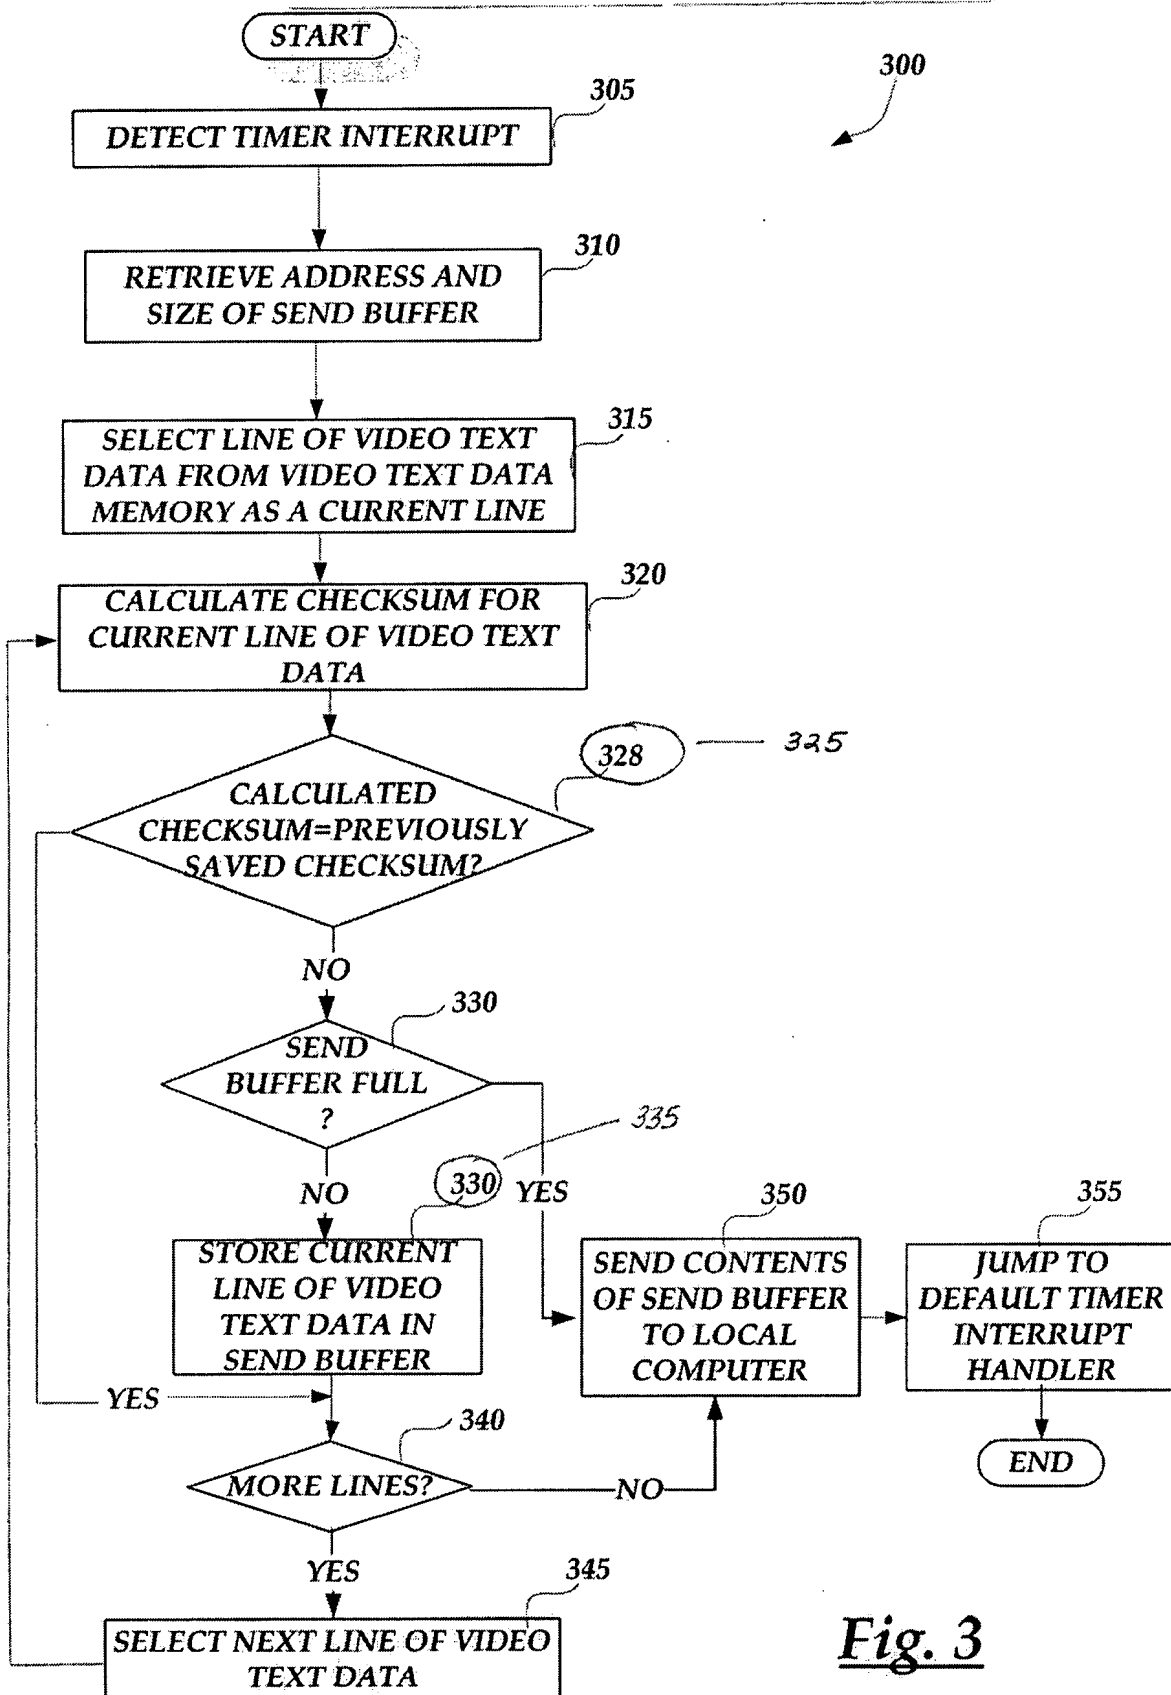 START
300
305
DETECT TIMER INTERRUPT
310
RETRIEVE ADDRESS AND
SIZE OF SEND BUFFER
315
SELECT LINE OF VIDEO TEXT
DATA FROM VIDEO TEXT DATA
MEMORY AS A CURRENT LINE
320
CALCULATE CHECKSUM FOR
CURRENT LINE OF VIDEO TEXT
DATA
328
325
CALCULATED
CHECKSUM=PREVIOUSLY
SAVED CHECKSUM?
NO
330
SEND
BUFFER FULL
?
335
NO
330
YES
STORE CURRENT
LINE OF VIDEO
TEXT DATA IN
SEND BUFFER
350
SEND CONTENTS
OF SEND BUFFER
TO LOCAL
COMPUTER
355
JUMP TO
DEFAULT TIMER
INTERRUPT
HANDLER
YES
340
MORE LINES?
NO
END
YES
345
SELECT NEXT LINE OF VIDEO
TEXT DATA
Fig. 3